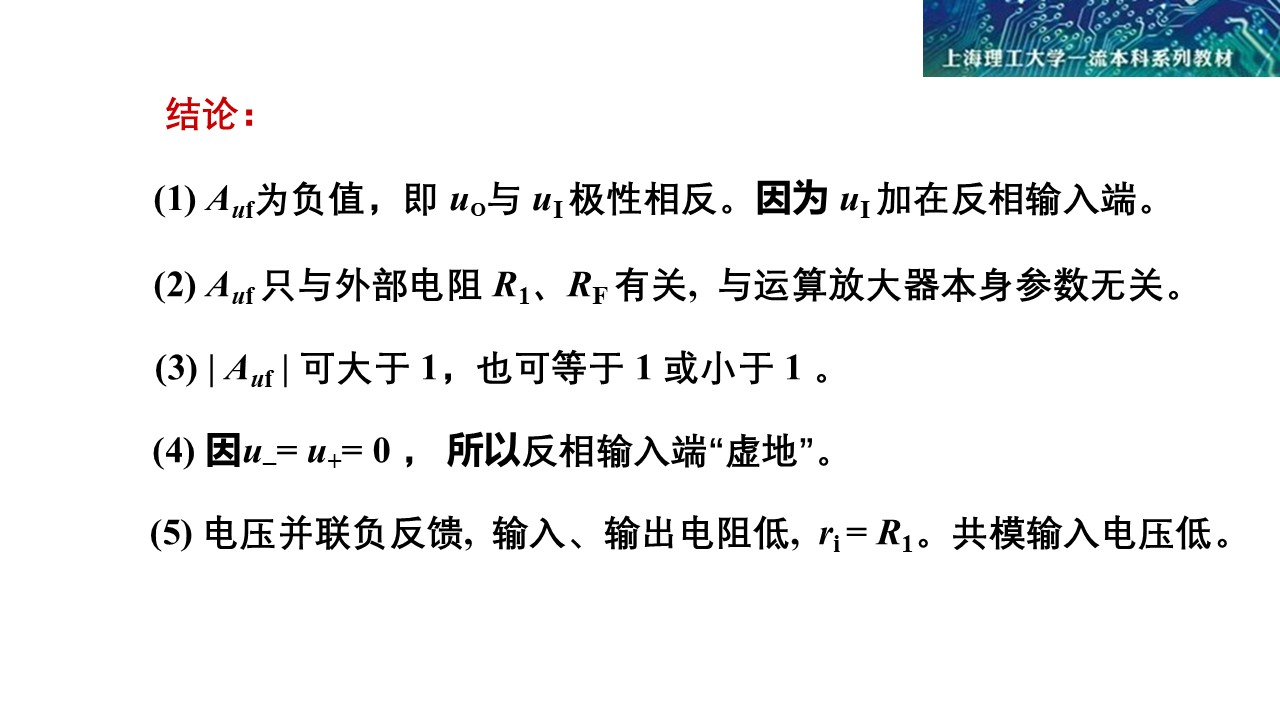 上海理工大学一流本科系列教材
结论：
(1) Auf为负值，即 uO与 uI 极性相反。因为 uI 加在反相输入端。
(2) Auf 只与外部电阻 R1、RF 有关, 与运算放大器本身参数无关。
(3) | Auf | 可大于 1，也可等于 1 或小于 1 。
(4) 因u–= u+= 0 ， 所以反相输入端“虚地”。
(5) 电压并联负反馈, 输入、输出电阻低, ri = R1。共模输入电压低。